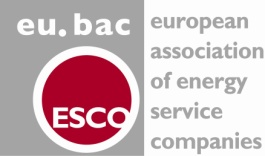 eu.bac
ESCO
european
association
of energy
service
companies